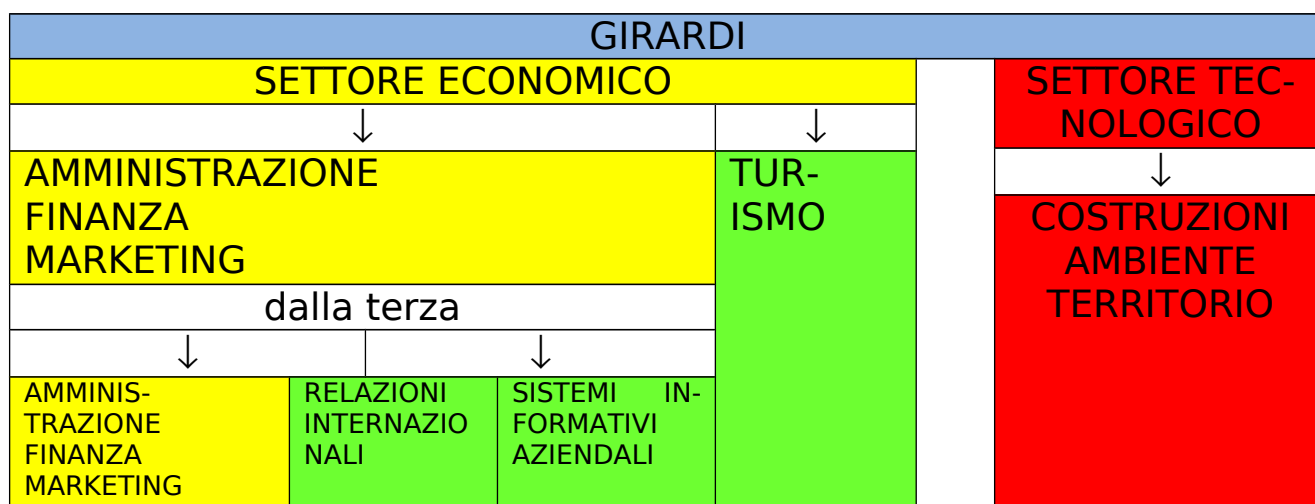 GIRARDI
SETTORE ECONOMICO
SETTORE TEC-
NOLOGICO
↓
↓
↓
AMMINISTRAZIONE
FINANZA
MARKETING
TUR-
ISMO
COSTRUZIONI
AMBIENTE
TERRITORIO
dalla terza
↓
↓
AMMINIS-
TRAZIONE
FINANZA
MARKETING
RELAZIONI
INTERNAZIO
NALI
SISTEMI IN-
FORMATIVI
AZIENDALI